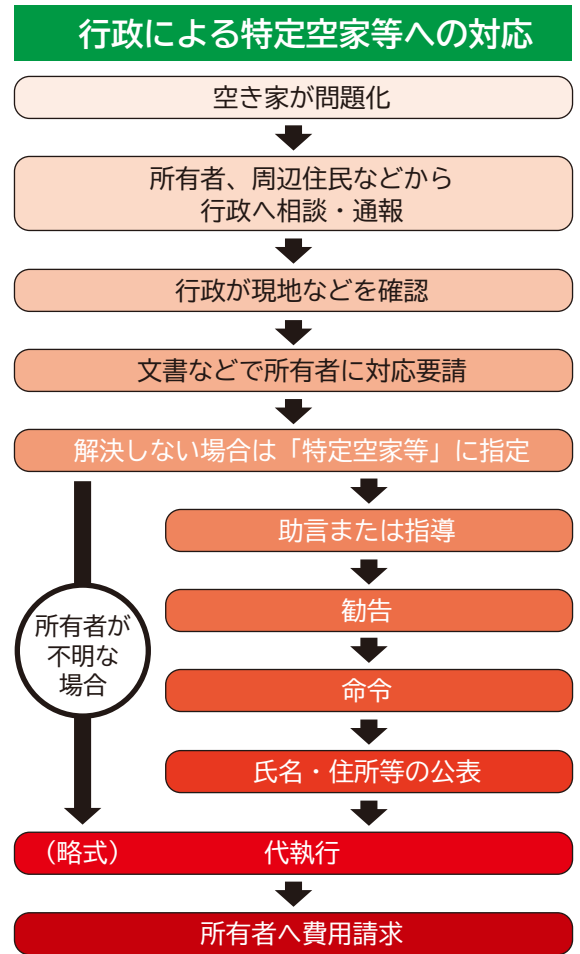 行政による特定空家等への対応
空き家が問題化
所有者、周辺住民などから
行政へ相談・通報
行政が現地などを確認
文書などで所有者に対応要請
解決しない場合は「特定空家等」に指定
助言または指導
勧告
命令
氏名・住所等の公表
所有者が
不明な
場合
（略式） 代執行
所有者へ費用請求